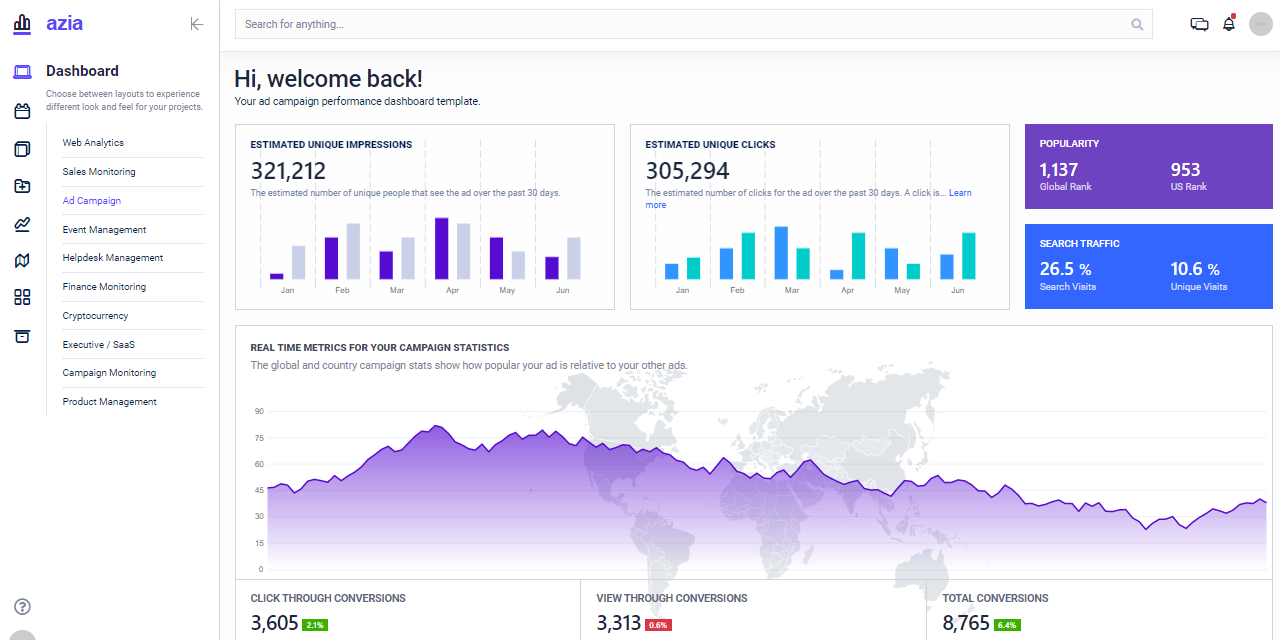 azia
Search for anything...
Dashboard
Choose between layouts to experience
different look and feel for your projects.
Web Analytics
Sales Monitoring
Ad Campaign
Event Management
Helpdesk Management
Finance Monitoring
Cryptocurrency
Executive / SaaS
Campaign Monitoring
Product Management
Hi, welcome back!
Your ad campaign performance dashboard template.
ESTIMATED UNIQUE IMPRESSIONS
321,212
The estimated number of unique people that see the ad over the past 30 days.
Jan Feb Mar Apr May Jun
ESTIMATED UNIQUE CLICKS
305,294
The estimated number of clicks for the ad over the past 30 days. A click is... Learn
more
Jan Feb Mar Apr May Jun
POPULARITY
1,137 953
Global Rank US Rank
SEARCH TRAFFIC
26.5 % 10.6 %
Search Visits Unique Visits
REAL TIME METRICS FOR YOUR CAMPAIGN STATISTICS
The global and country campaign stats show how popular your ad is relative to your other ads.
90
75
60
45
30
15
0
CLICK THROUGH CONVERSIONS
3,605 2.1%
VIEW THROUGH CONVERSIONS
3,313 0.6%
TOTAL CONVERSIONS
8,765 6.4%